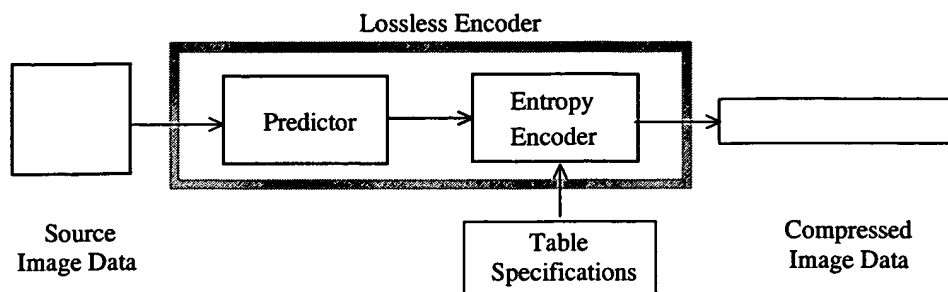 Lossless Encoder
Predictor
Entropy
Encoder
Source
Image Data
Table
Specifications
Compressed
Image Data